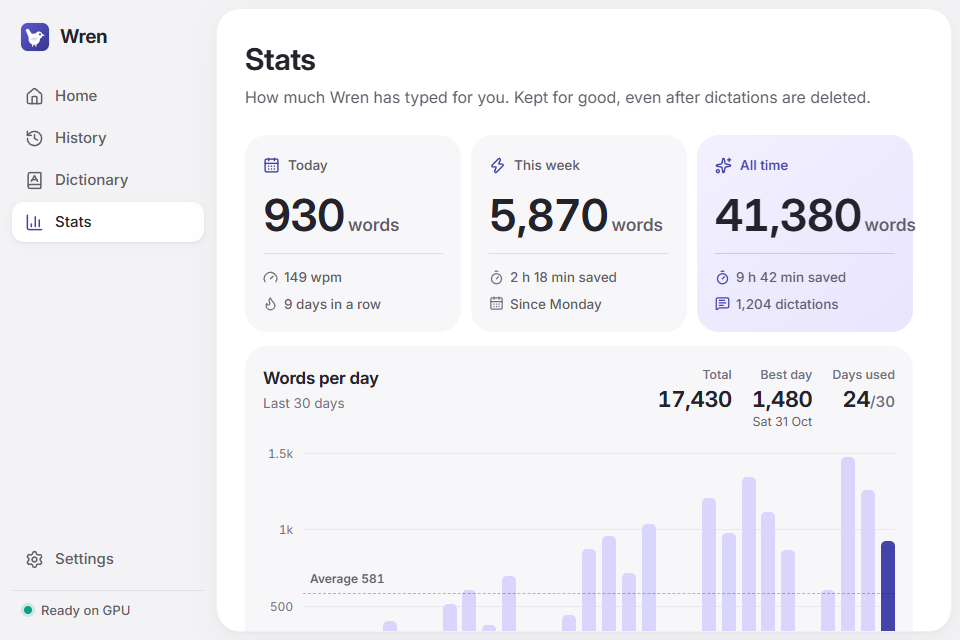 Wren
Home
History
Dictionary
Stats
Settings
Ready on GPU
Stats
How much Wren has typed for you. Kept for good, even after dictations are deleted.
Today
930 words
149 wpm
9 days in a row
This week
5,870 words
2 h 18 min saved
Since Monday
All time
41,380 words
9 h 42 min saved
1,204 dictations
Words per day
Last 30 days
Total
17,430
Best day
1,480
Sat 31 Oct
Days used
24/30
1.5k
1k
Average 581
500